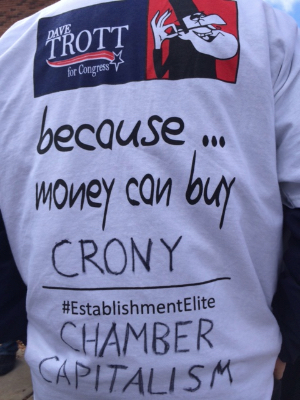 DAVE
TROTT
for Congress
because ...
money can buy
CRONY
#EstablishmentElite
CHAMBER
CAPITALISM